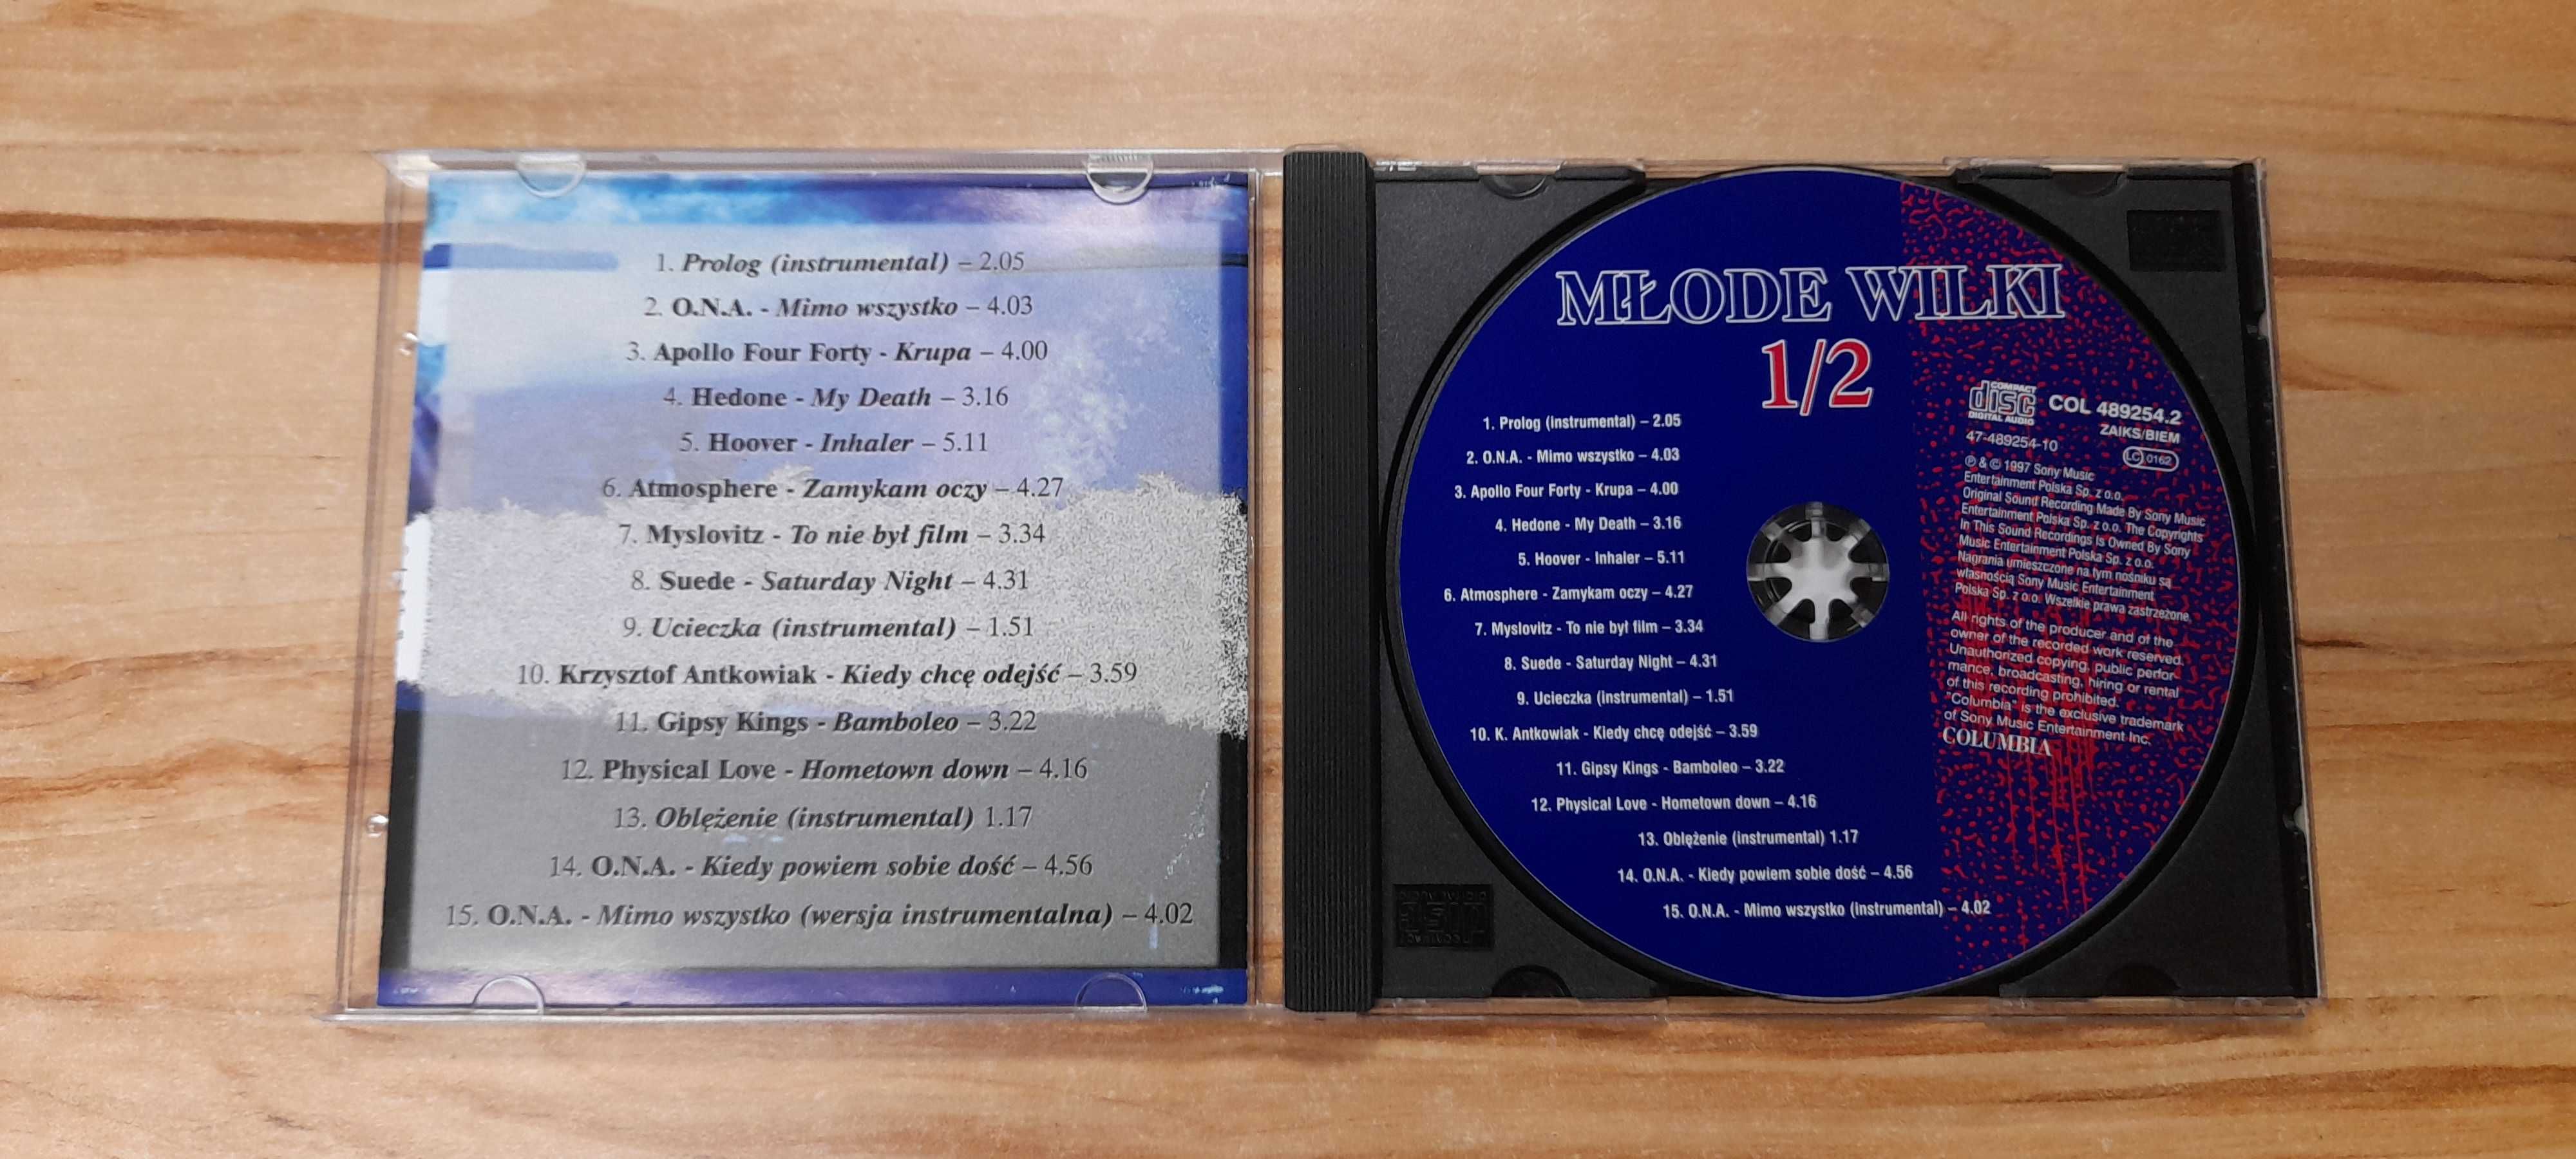 1. Prolog (instrumental) – 2.05
2. O.N.A. - Mimo wszystko – 4.03
3. Apollo Four Forty - Krupa – 4.00
4. Hedone - My Death – 3.16
5. Hoover - Inhaler – 5.11
6. Atmosphere - Zamykam oczy – 4.27
7. Myslovitz - To nie był film – 3.34
8. Suede - Saturday Night – 4.31
9. Ucieczka (instrumental) – 1.51
10. Krzysztof Antkowiak - Kiedy chcę odejść – 3.59
11. Gipsy Kings - Bamboleo – 3.22
12. Physical Love - Hometown down – 4.16
13. Oblężenie (instrumental) 1.17
14. O.N.A. - Kiedy powiem sobie dość – 4.56
15. O.N.A. - Mimo wszystko (wersja instrumentalna) – 4.02
MŁODE WILKI
1/2
1. Prolog (instrumental) – 2.05
2. O.N.A. - Mimo wszystko – 4.03
3. Apollo Four Forty - Krupa – 4.00
4. Hedone - My Death – 3.16
5. Hoover - Inhaler – 5.11
6. Atmosphere - Zamykam oczy – 4.27
7. Myslovitz - To nie był film – 3.34
8. Suede - Saturday Night – 4.31
9. Ucieczka (instrumental) – 1.51
10. K. Antkowiak - Kiedy chcę odejść – 3.59
11. Gipsy Kings - Bamboleo – 3.22
12. Physical Love - Hometown down – 4.16
13. Oblężenie (instrumental) 1.17
14. O.N.A. - Kiedy powiem sobie dość – 4.56
15. O.N.A. - Mimo wszystko (instrumental) – 4.02
COMPACT
disc
DIGITAL AUDIO
COL 489254.2
ZAIKS/BIEM
47-489254-10
LC 0162
℗ & © 1997 Sony Music
Entertainment Polska Sp. z o.o.
Original Sound Recording Made By Sony Music
Entertainment Polska Sp. z o.o. The Copyrights
In This Sound Recordings Is Owned By Sony
Music Entertainment Polska Sp. z o.o.
Nagrania umieszczone na tym nośniku są
własnością Sony Music Entertainment
Polska Sp. z o.o. Wszelkie prawa zastrzeżone.
All rights of the producer and of the
owner of the recorded work reserved.
Unauthorized copying, public perfor-
mance, broadcasting, hiring or rental
of this recording prohibited.
"Columbia" is the exclusive trademark
of Sony Music Entertainment Inc.
COLUMBIA